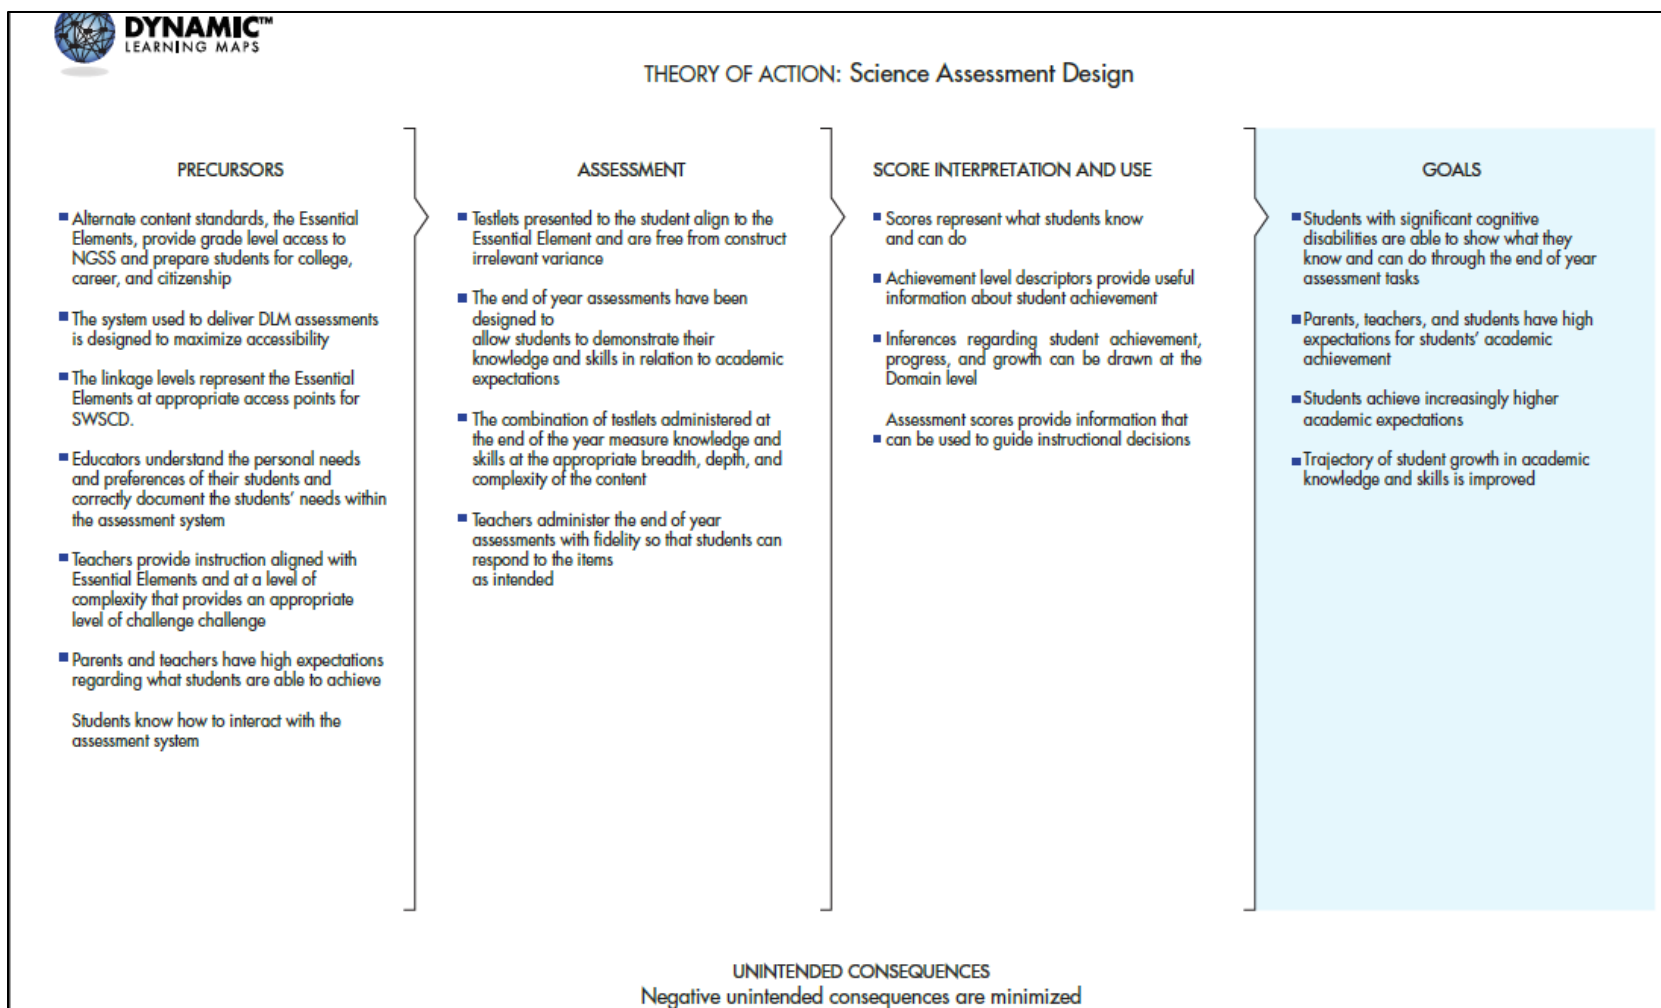 DYNAMIC™
LEARNING MAPS
THEORY OF ACTION: Science Assessment Design
PRECURSORS
■ Alternate content standards, the Essential
Elements, provide grade level access to
NGSS and prepare students for college,
career, and citizenship
■ The system used to deliver DLM assessments
is designed to maximize accessibility
■ The linkage levels represent the Essential
Elements at appropriate access points for
SWSCD.
■ Educators understand the personal needs
and preferences of their students and
correctly document the students’ needs within
the assessment system
■ Teachers provide instruction aligned with
Essential Elements and at a level of
complexity that provides an appropriate
level of challenge challenge
■ Parents and teachers have high expectations
regarding what students are able to achieve
Students know how to interact with the
assessment system
ASSESSMENT
■ Testlets presented to the student align to the
Essential Element and are free from construct
irrelevant variance
■ The end of year assessments have been
designed to
allow students to demonstrate their
knowledge and skills in relation to academic
expectations
■ The combination of testlets administered at
the end of the year measure knowledge and
skills at the appropriate breadth, depth, and
complexity of the content
■ Teachers administer the end of year
assessments with fidelity so that students can
respond to the items
as intended
SCORE INTERPRETATION AND USE
■ Scores represent what students know
and can do
■ Achievement level descriptors provide useful
information about student achievement
■ Inferences regarding student achievement,
progress, and growth can be drawn at the
Domain level
Assessment scores provide information that
■ can be used to guide instructional decisions
GOALS
■ Students with significant cognitive
disabilities are able to show what they
know and can do through the end of year
assessment tasks
■ Parents, teachers, and students have high
expectations for students’ academic
achievement
■ Students achieve increasingly higher
academic expectations
■ Trajectory of student growth in academic
knowledge and skills is improved
UNINTENDED CONSEQUENCES
Negative unintended consequences are minimized